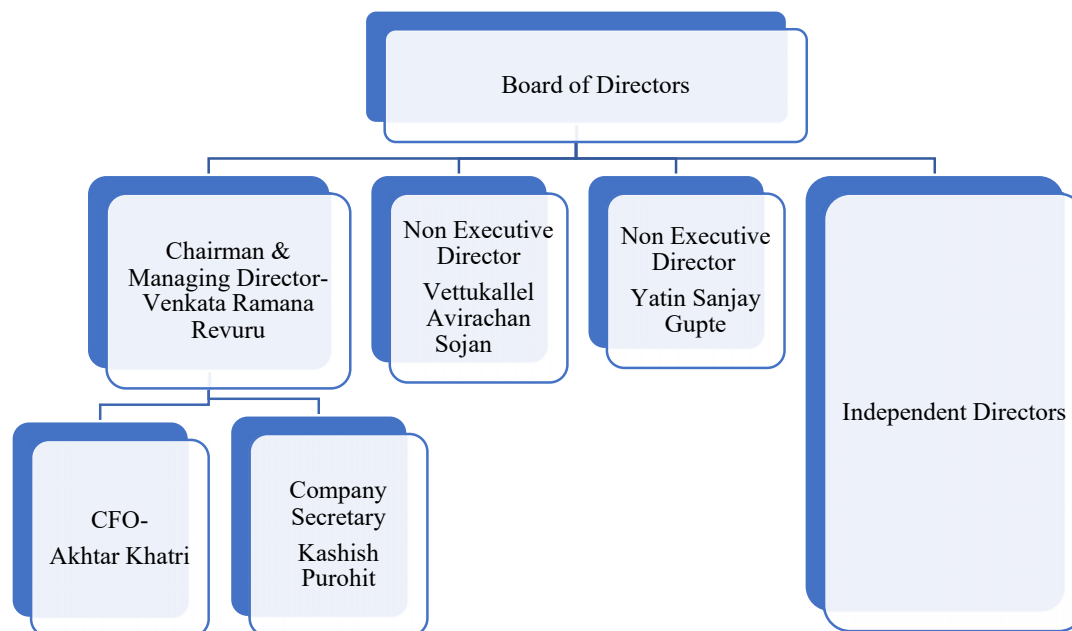 Board of Directors
Chairman &
Managing Director-
Venkata Ramana
Revuru
Non Executive
Director
Vettukallel
Avirachan
Sojan
Non Executive
Director
Yatin Sanjay
Gupte
Independent Directors
CFO-
Akhtar Khatri
Company
Secretary
Kashish
Purohit